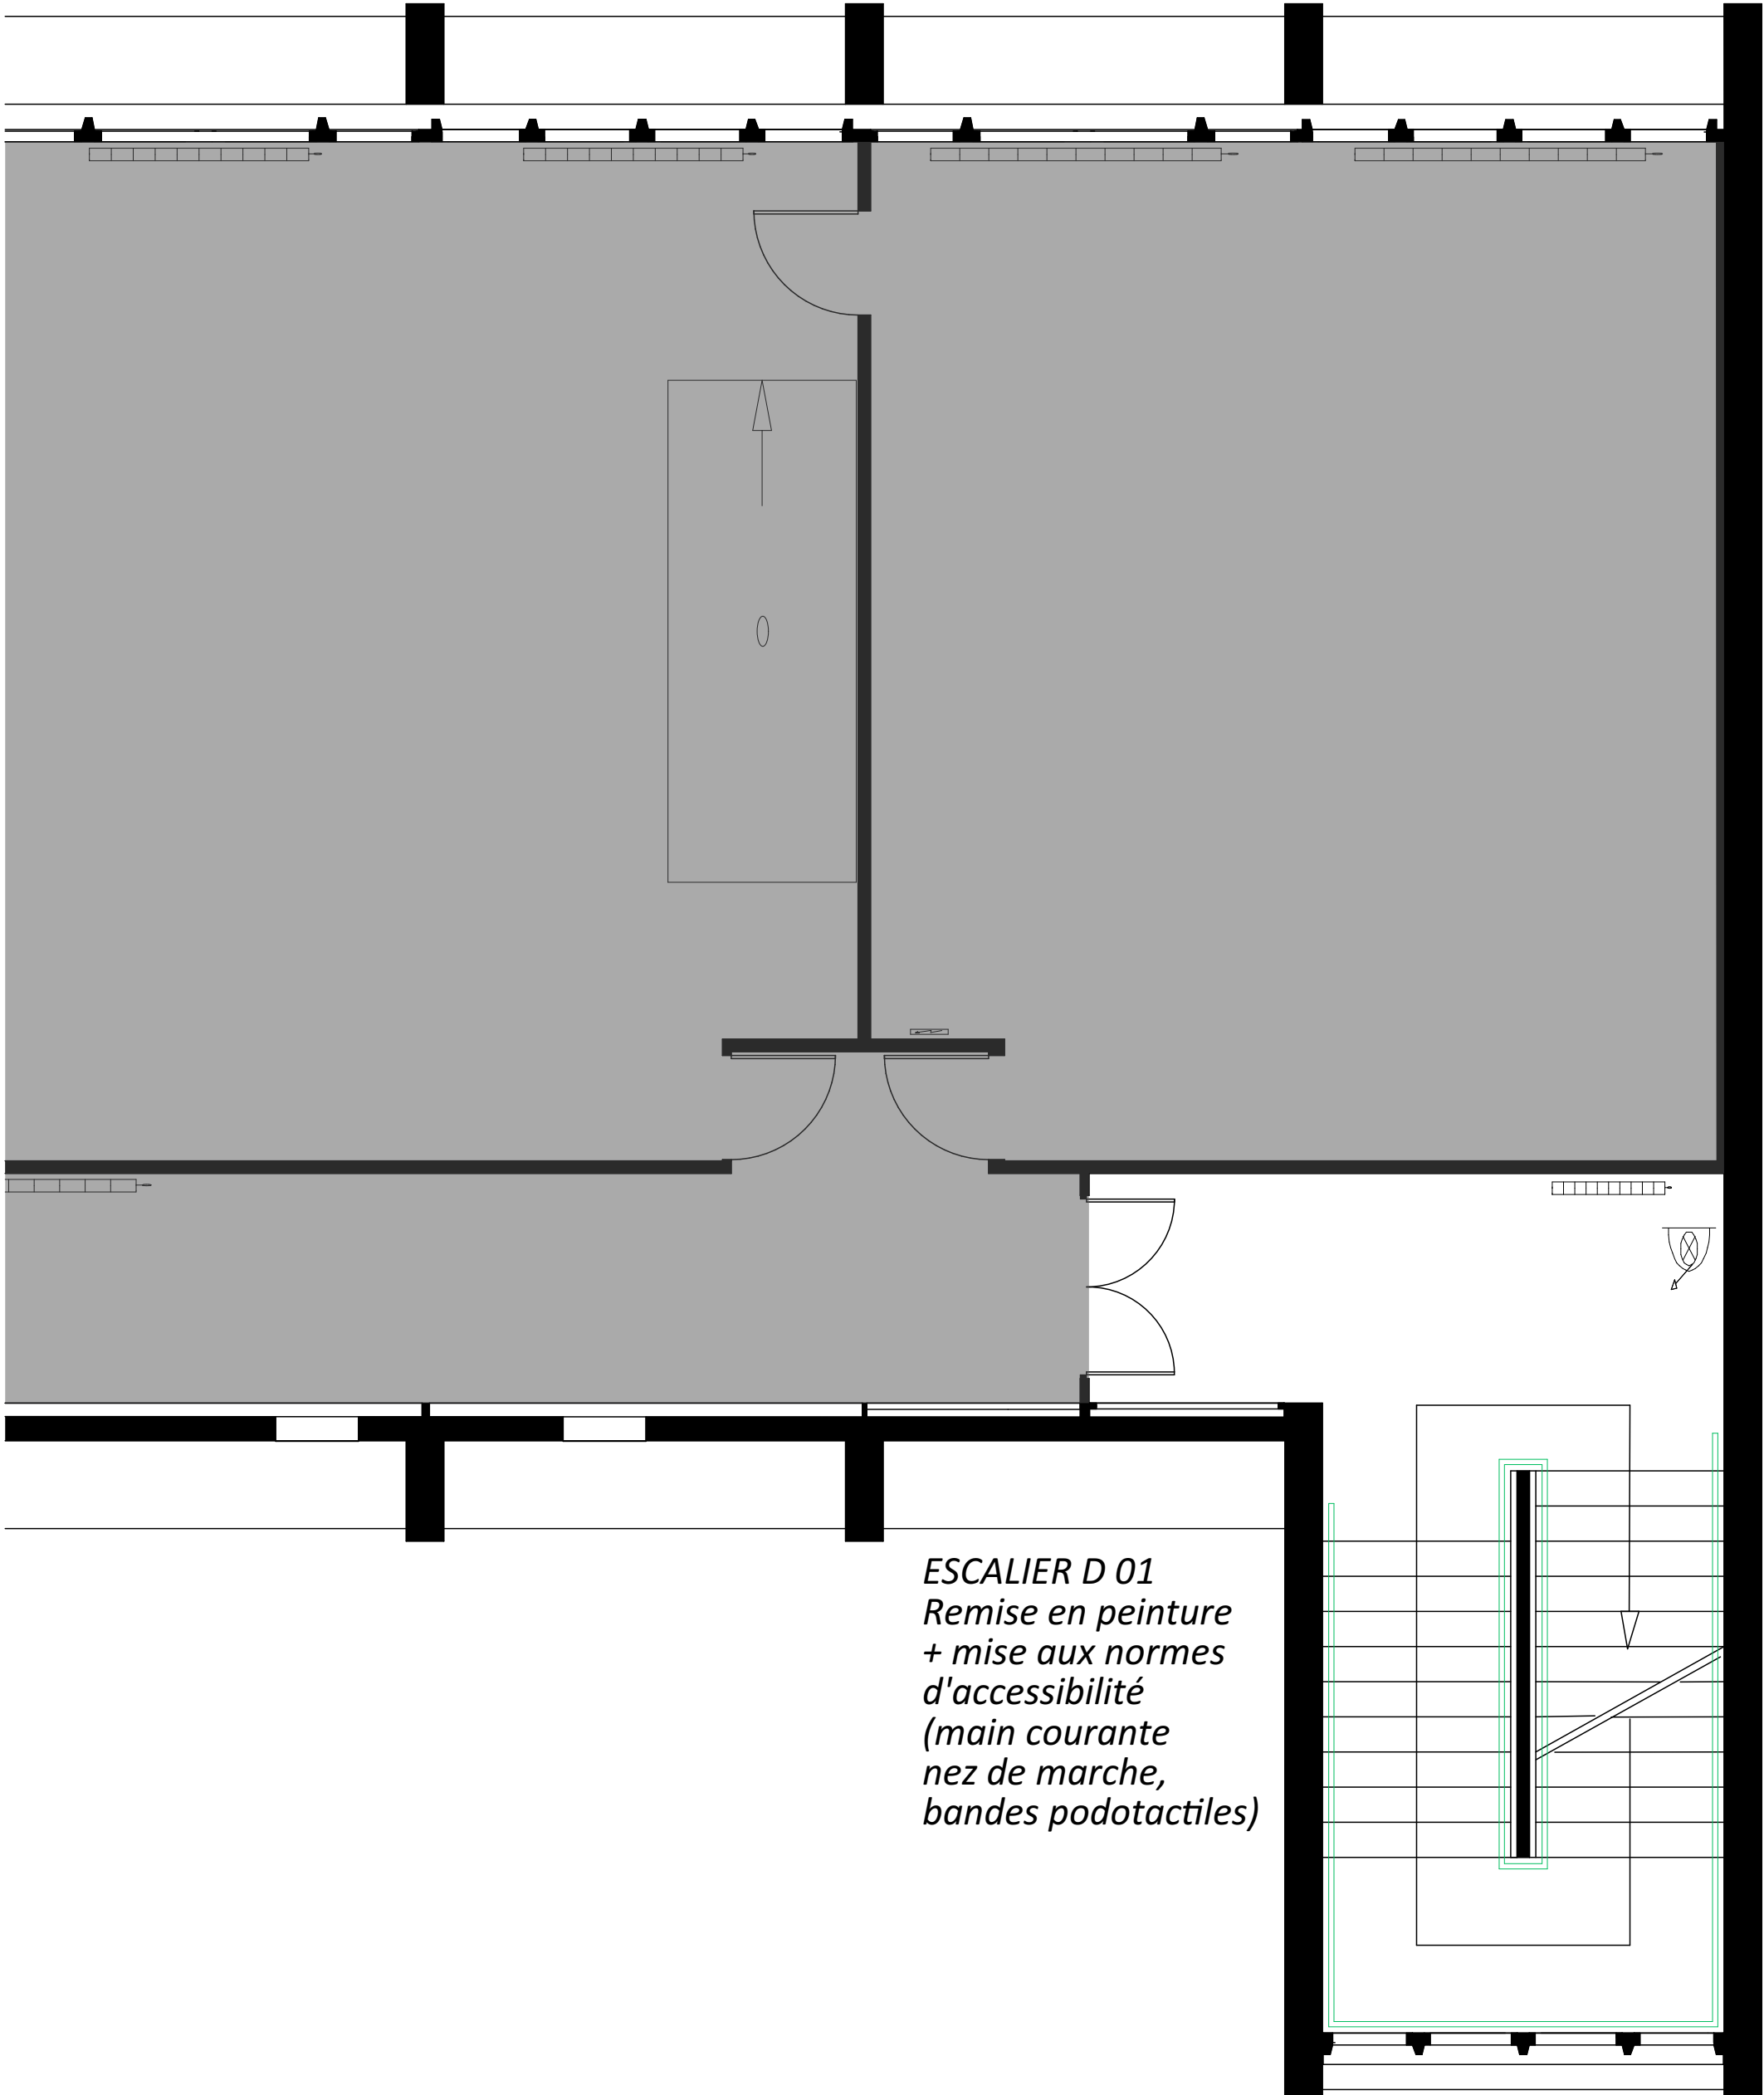 ESCALIER D 01
Remise en peinture
+ mise aux normes
d'accessibilité
(main courante
nez de marche,
bandes podotactiles)